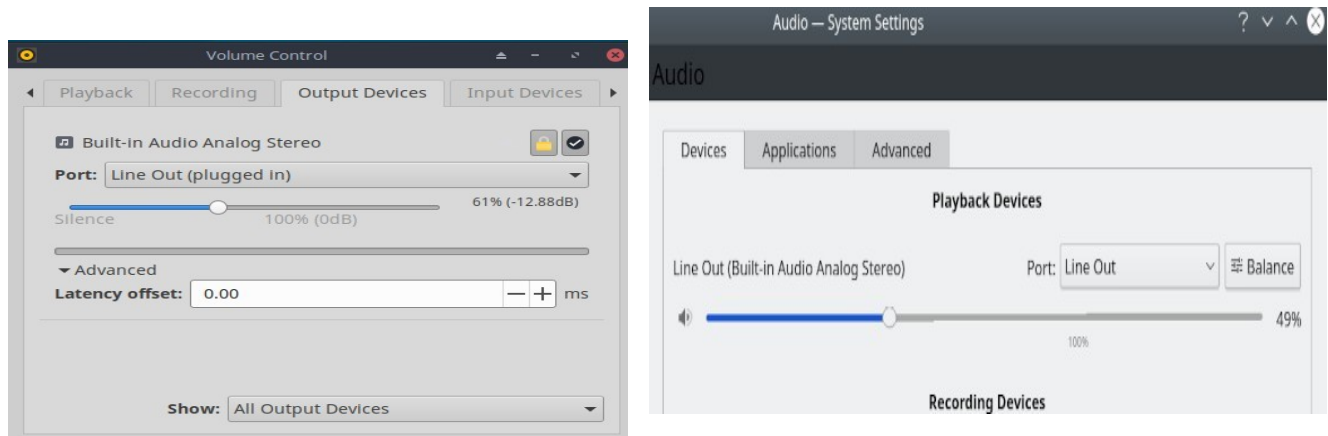 Volume Control
Playback Recording Output Devices Input Devices
Built-in Audio Analog Stereo
Port: Line Out (plugged in)
61% (-12.88dB)
Silence 100% (0dB)
Advanced
Latency offset: 0.00 ms
Show: All Output Devices
Audio — System Settings
Audio
Devices Applications Advanced
Playback Devices
Line Out (Built-in Audio Analog Stereo) Port: Line Out Balance
49%
100%
Recording Devices